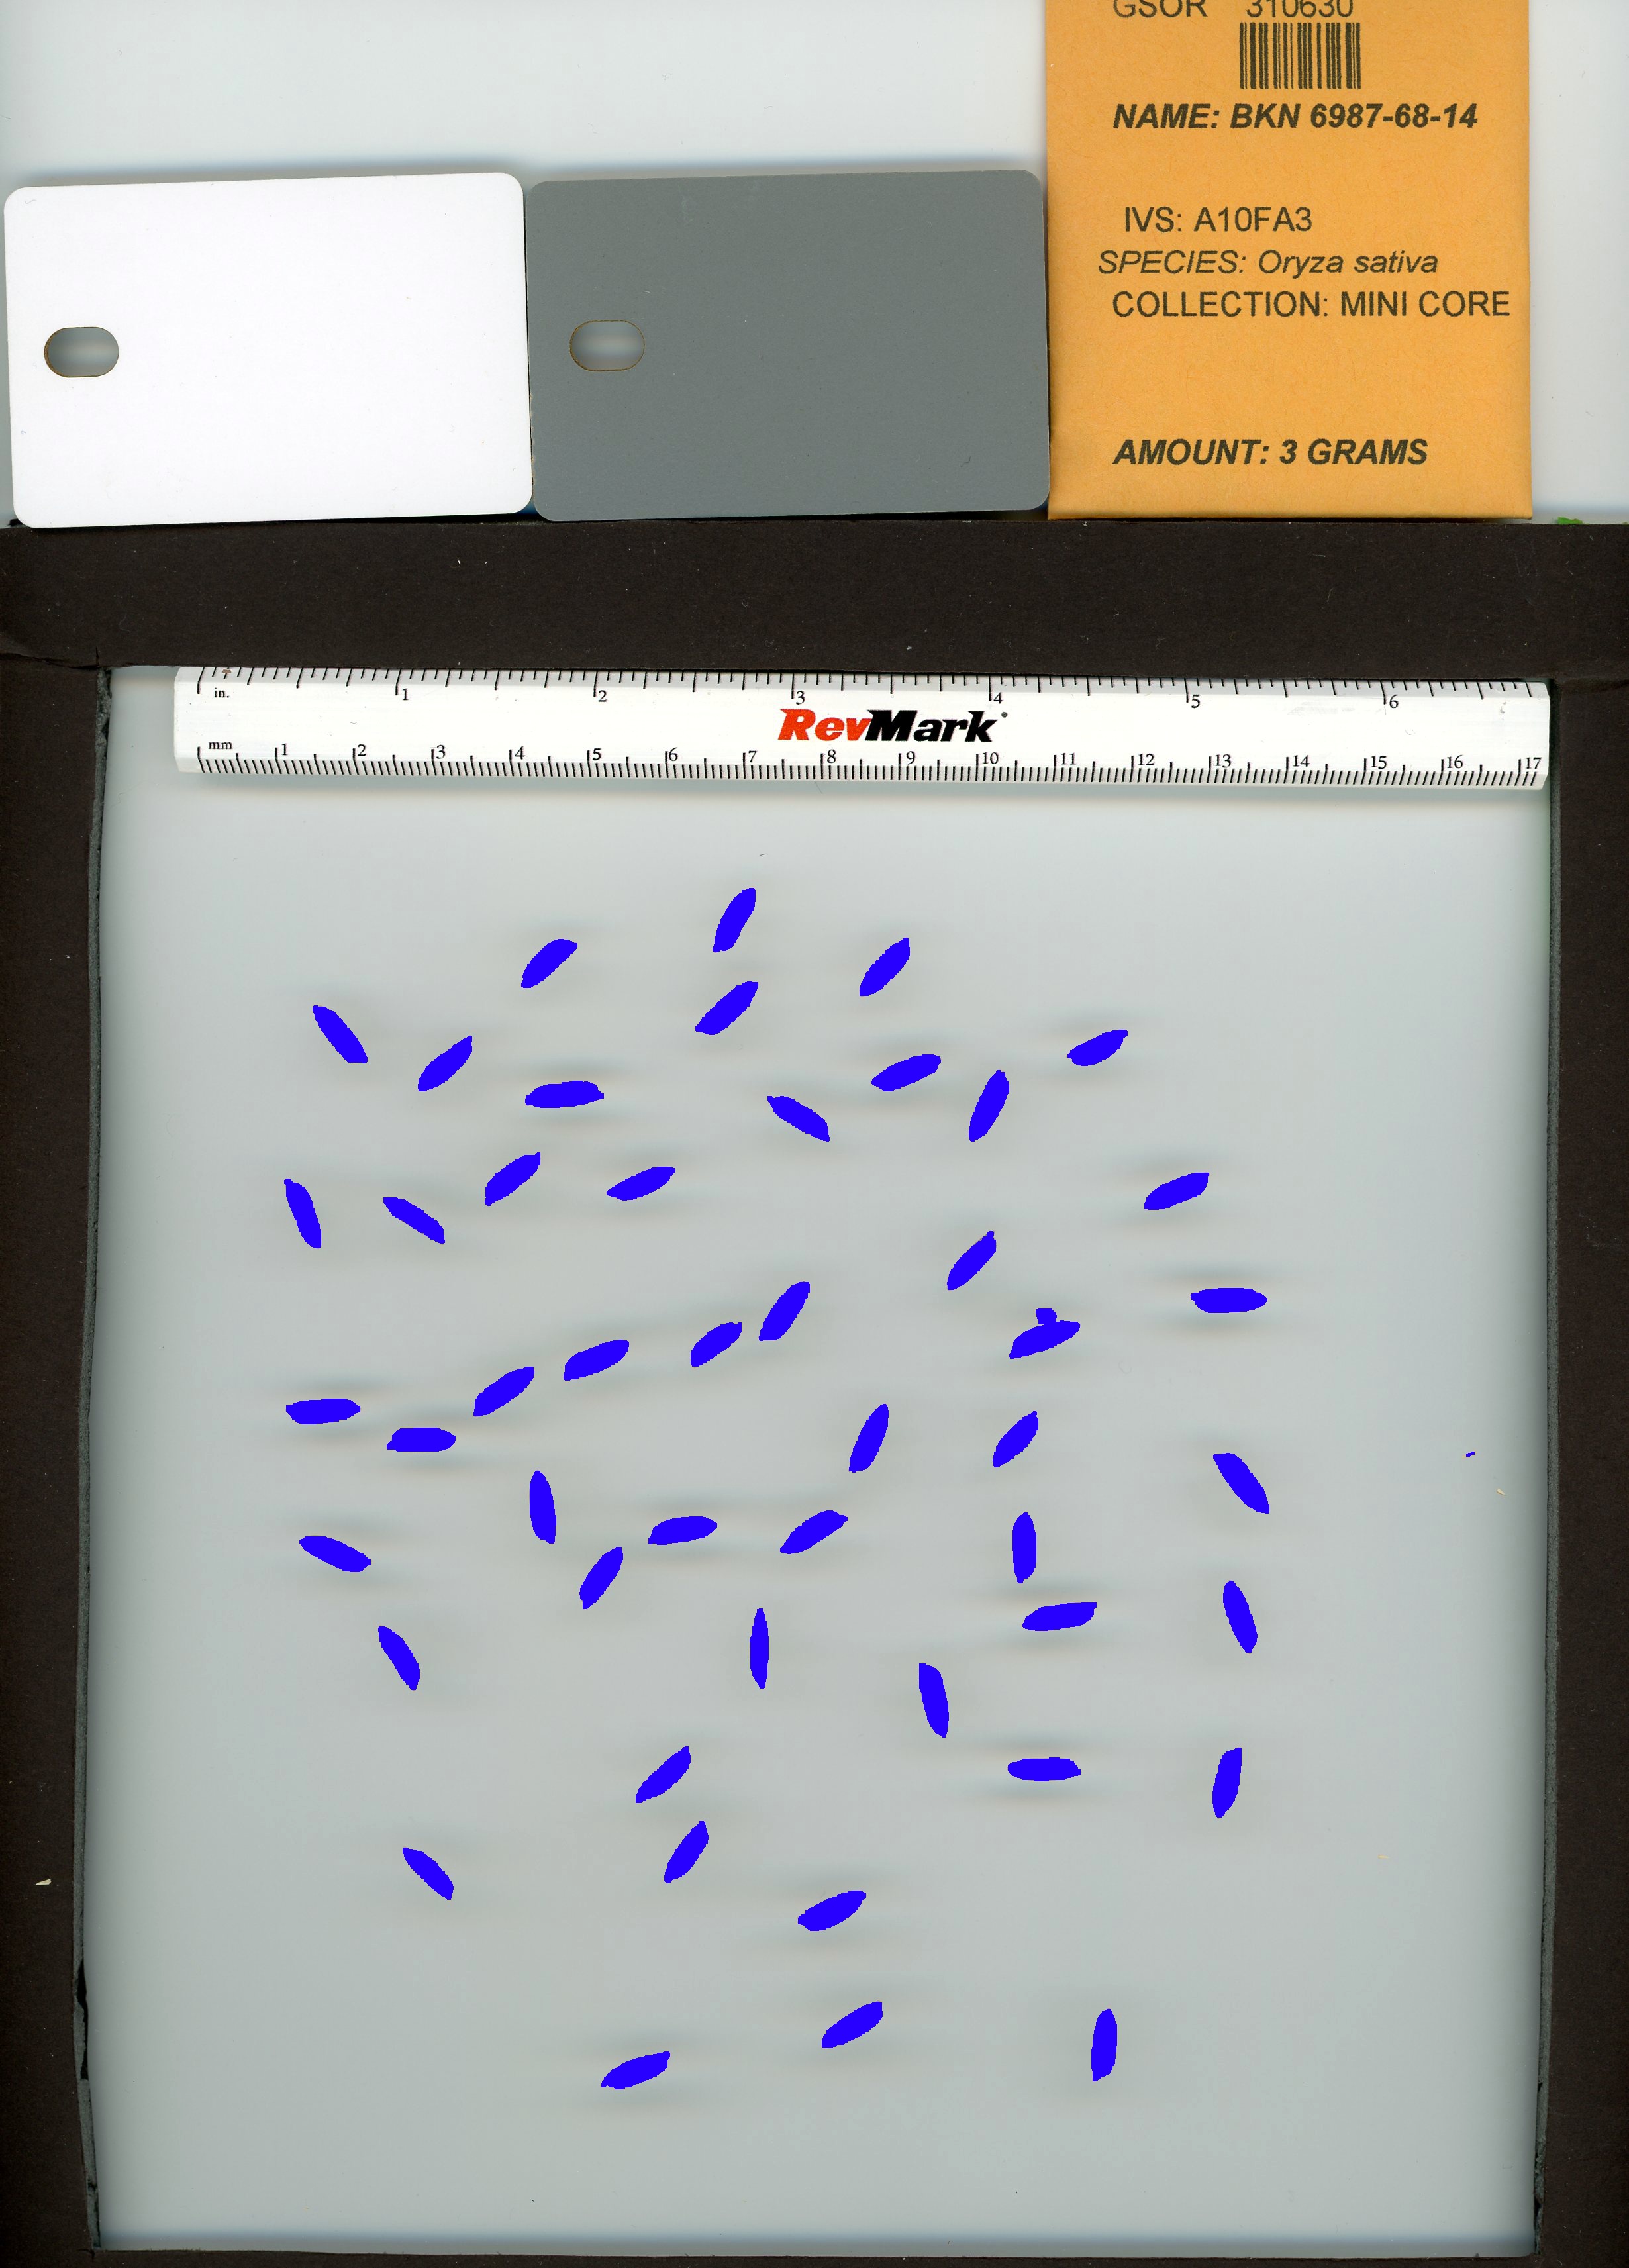 GSOR 310630
NAME: BKN 6987-68-14
IVS: A10FA3
SPECIES: Oryza sativa
COLLECTION: MINI CORE
AMOUNT: 3 GRAMS
in. 1 2 3 4 5 6
RevMark®
mm 1 2 3 4 5 6 7 8 9 10 11 12 13 14 15 16 17